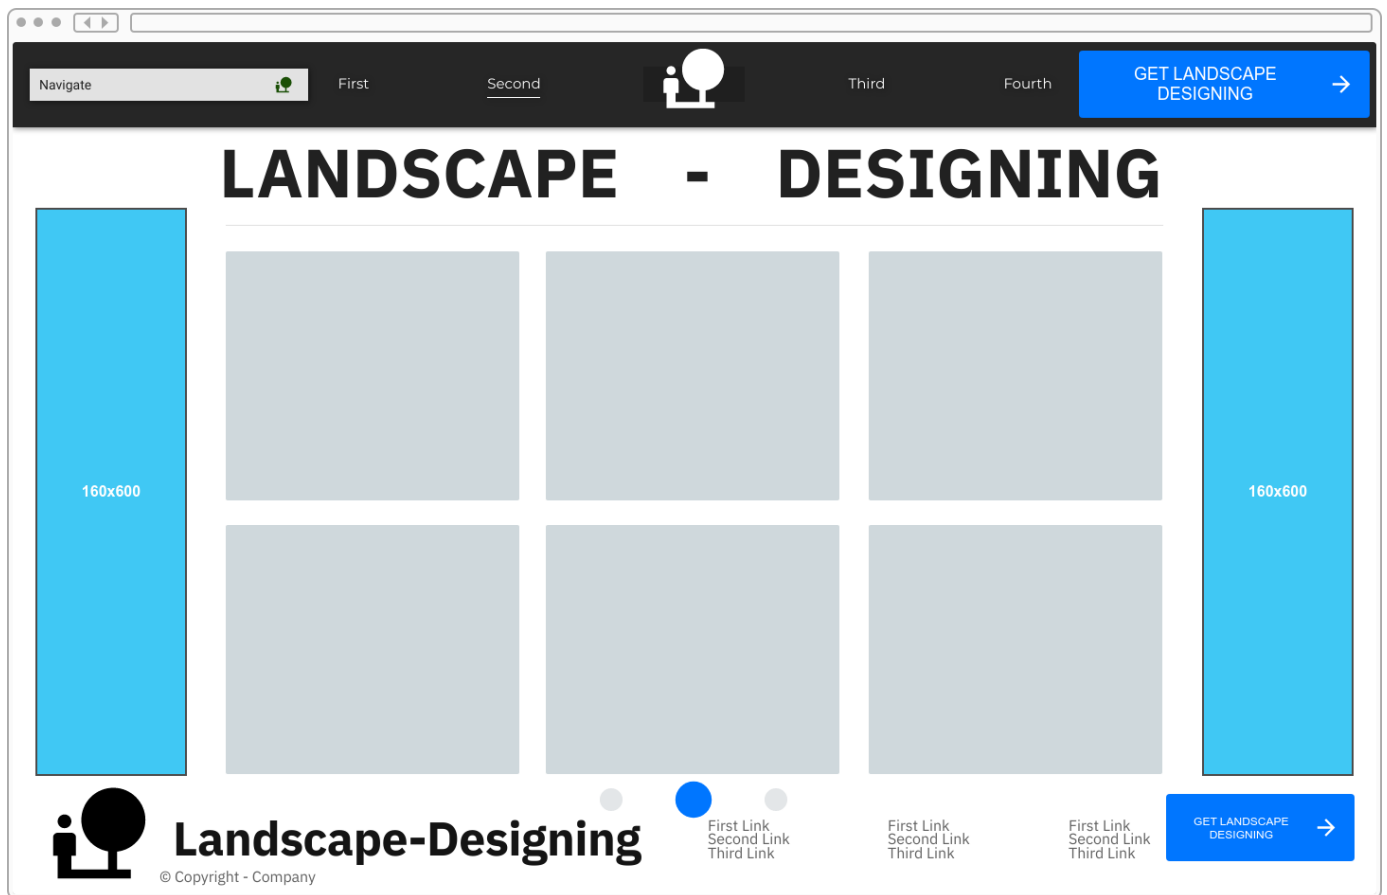 Navigate
First
Second
Third
Fourth
GET LANDSCAPE
DESIGNING
LANDSCAPE - DESIGNING
160x600
160x600
Landscape-Designing
© Copyright - Company
First Link
Second Link
Third Link
First Link
Second Link
Third Link
First Link
Second Link
Third Link
GET LANDSCAPE
DESIGNING